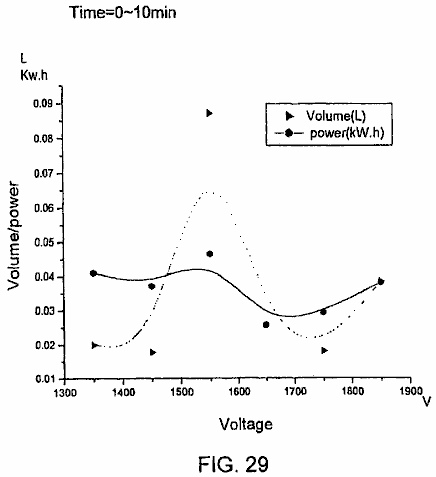 Time=0~10min
L
Kw.h
Volume(L)
power(kW.h)
0.09
0.08
0.07
0.06
0.05
0.04
0.03
0.02
0.01
Volume/power
1300 1400 1500 1600 1700 1800 1900
V
Voltage
FIG. 29